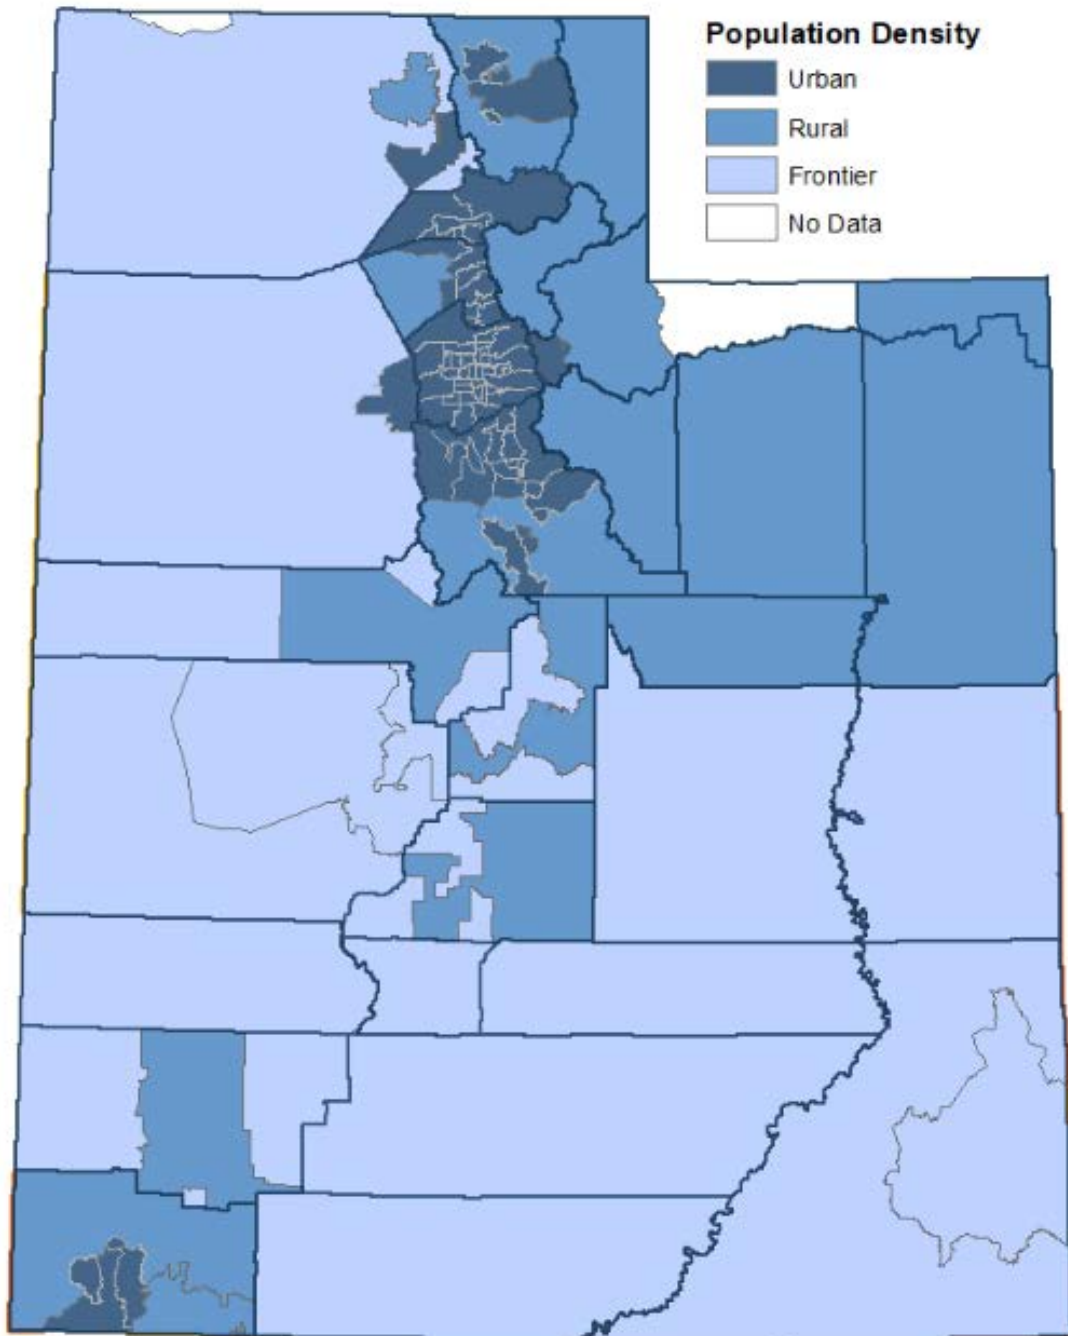 Population Density
Urban
Rural
Frontier
No Data